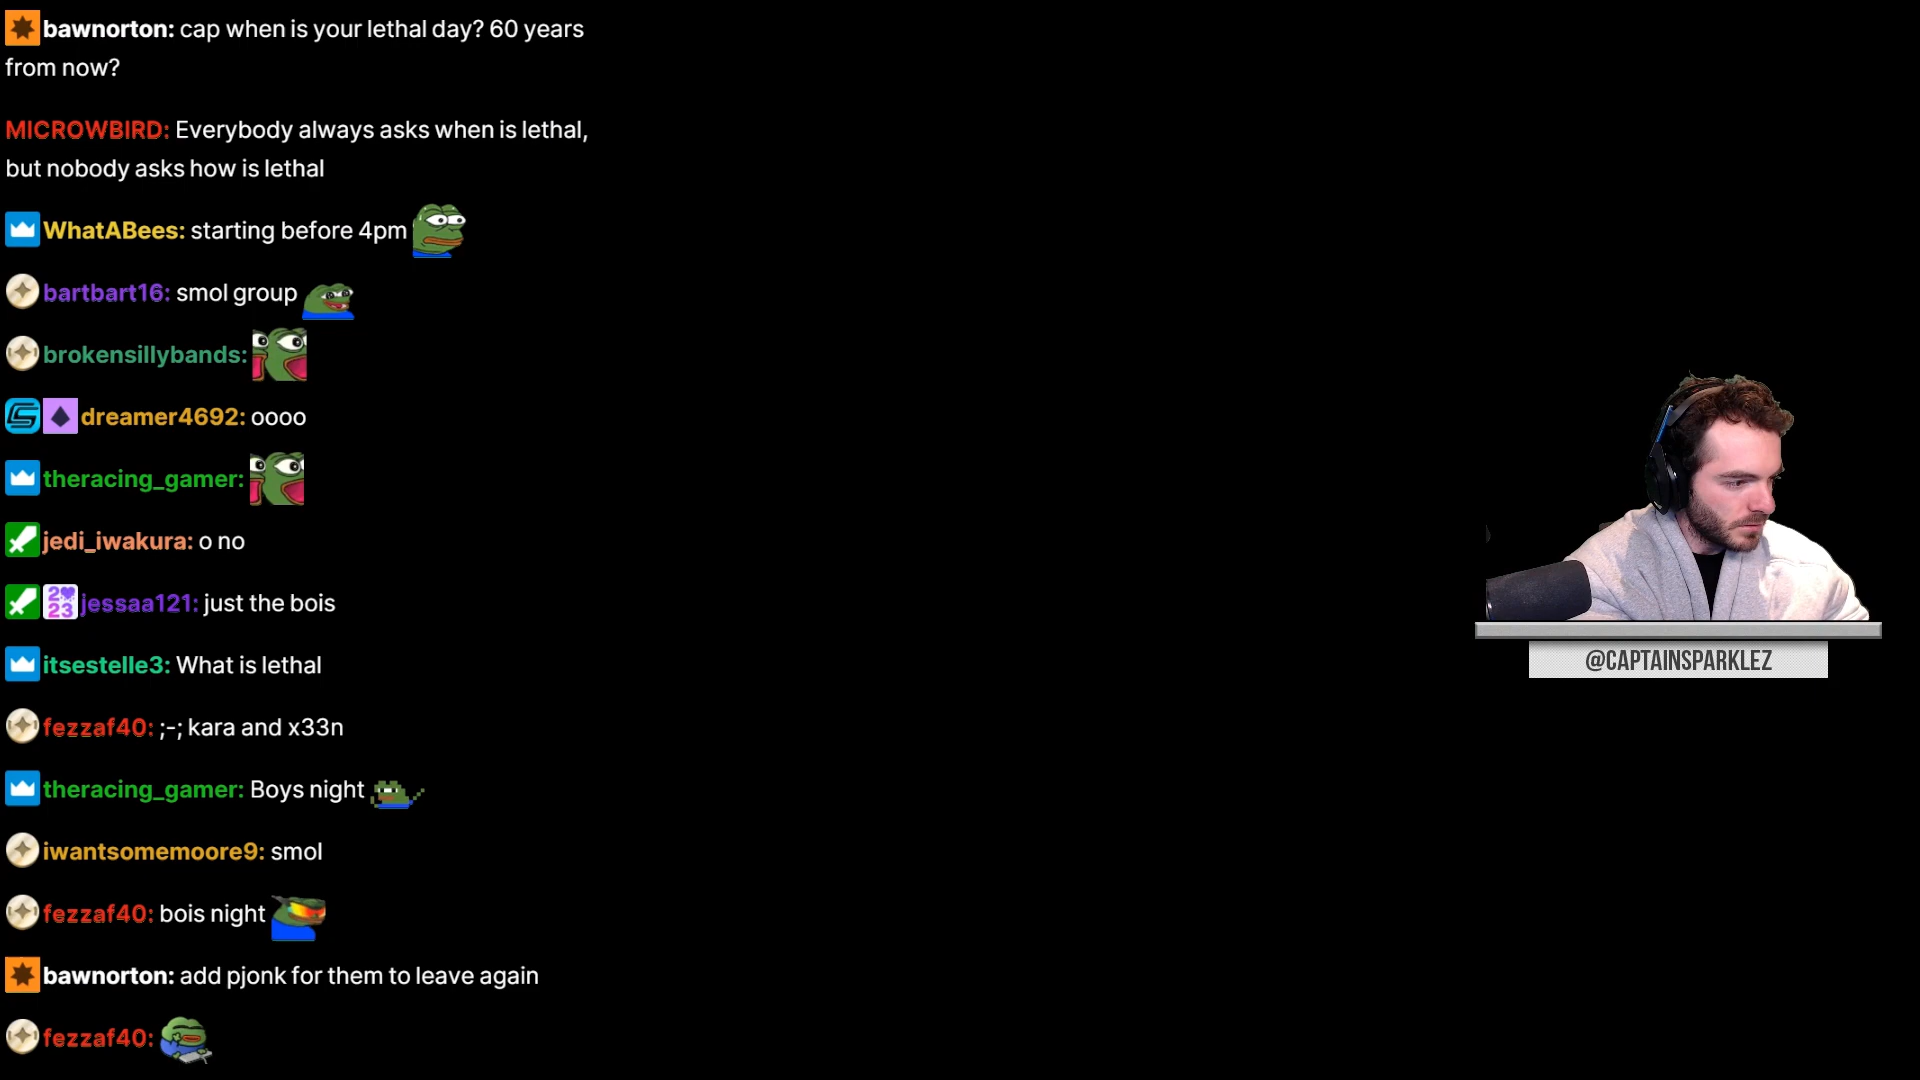 bawnorton: cap when is your lethal day? 60 years
from now?
MICROWBIRD: Everybody always asks when is lethal,
but nobody asks how is lethal
WhatABees: starting before 4pm
bartbart16: smol group
brokensillybands:
dreamer4692: oooo
theracing_gamer:
jedi_iwakura: o no
2
23 jessaa121: just the bois
itsestelle3: What is lethal
fezzaf40: ;-; kara and x33n
theracing_gamer: Boys night
iwantsomemoore9: smol
fezzaf40: bois night
bawnorton: add pjonk for them to leave again
fezzaf40:
@CAPTAINSPARKLEZ